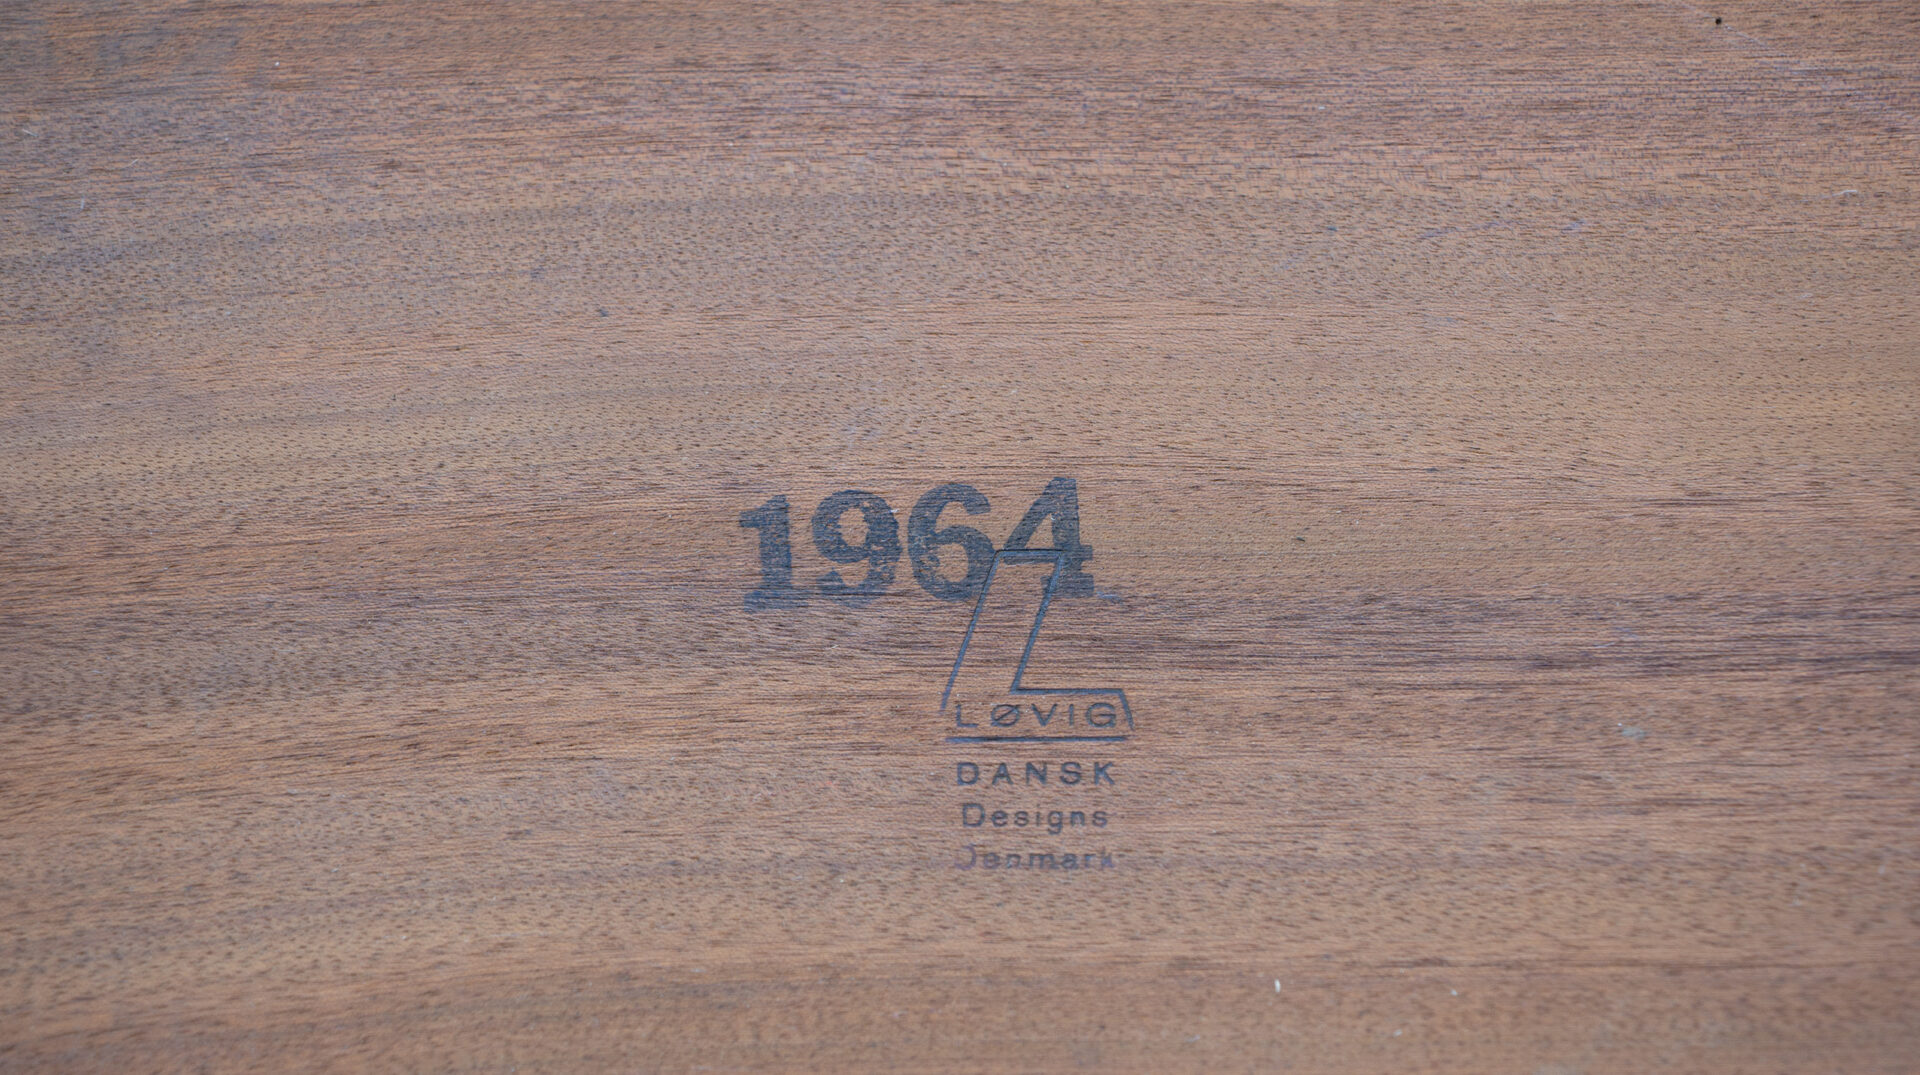 1964
L
LØVIG
DANSK
Designs
Denmark